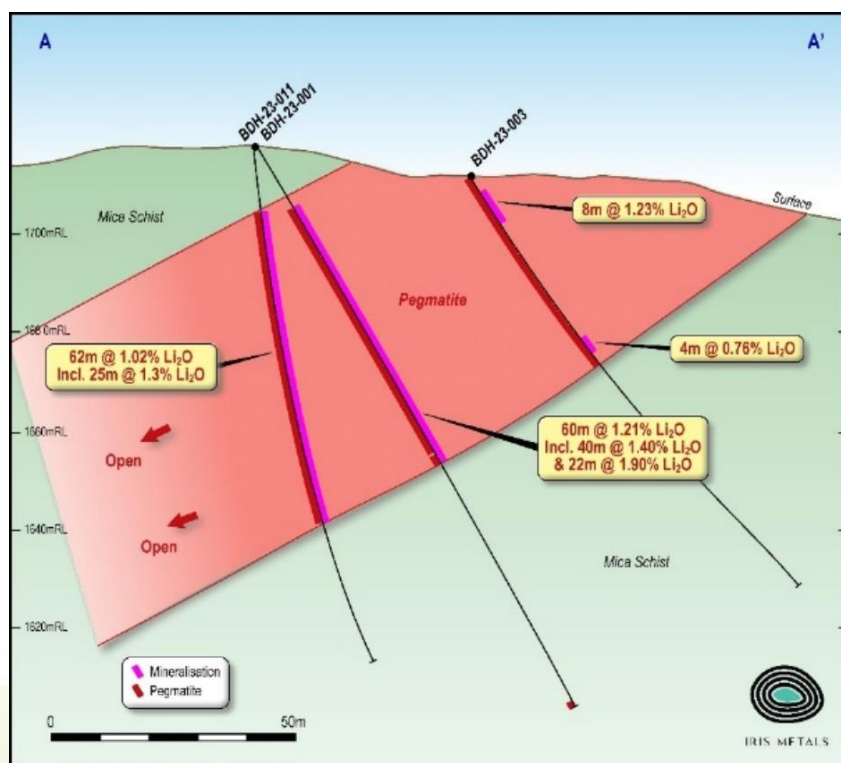 A
A'
BDH-23-011
BDH-23-001
BDH-23-003
Mica Schist
8m @ 1.23% Li₂O
Surface
1700mRL
Pegmatite
1680mRL
62m @ 1.02% Li₂O
Incl. 25m @ 1.3% Li₂O
4m @ 0.76% Li₂O
1660mRL
Open
60m @ 1.21% Li₂O
Incl. 40m @ 1.40% Li₂O
& 22m @ 1.90% Li₂O
1640mRL
Open
Mica Schist
1620mRL
Mineralisation
Pegmatite
0
50m
IRIS METALS